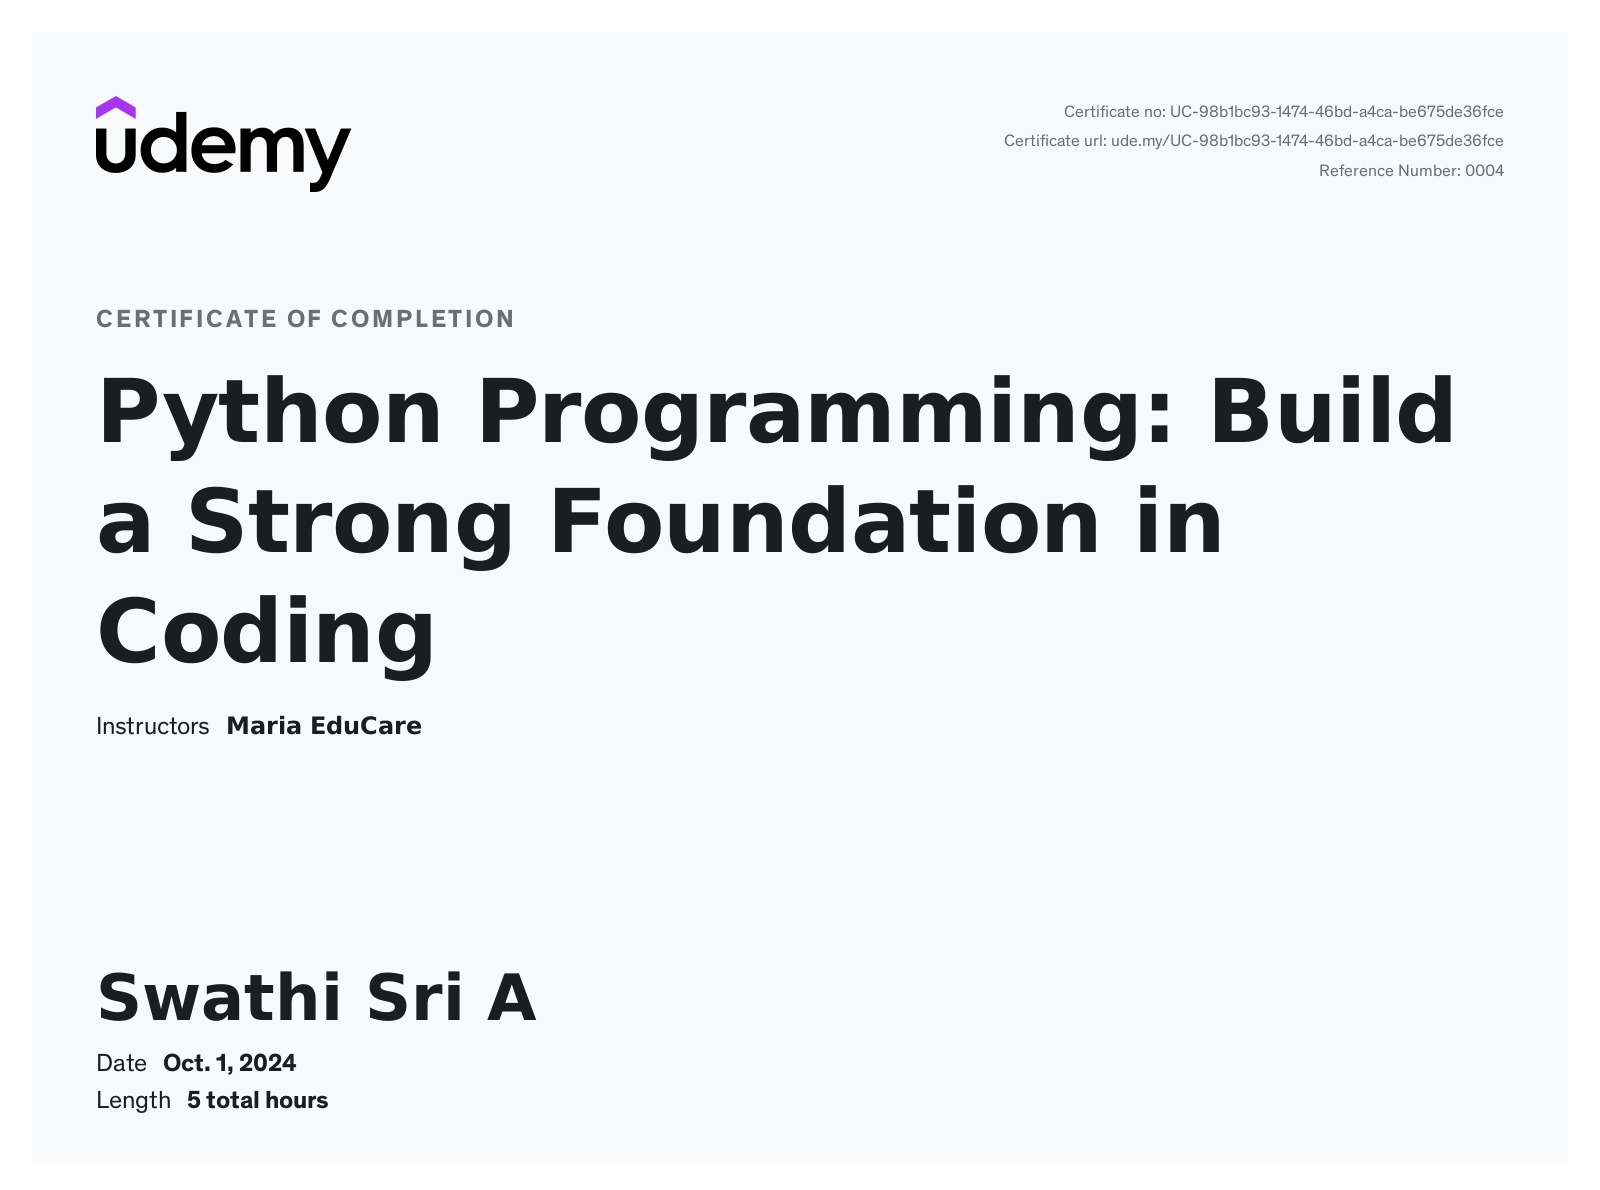 udemy
Certificate no: UC-98b1bc93-1474-46bd-a4ca-be675de36fce
Certificate url: ude.my/UC-98b1bc93-1474-46bd-a4ca-be675de36fce
Reference Number: 0004
CERTIFICATE OF COMPLETION
Python Programming: Build
a Strong Foundation in
Coding
Instructors Maria EduCare
Swathi Sri A
Date Oct. 1, 2024
Length 5 total hours